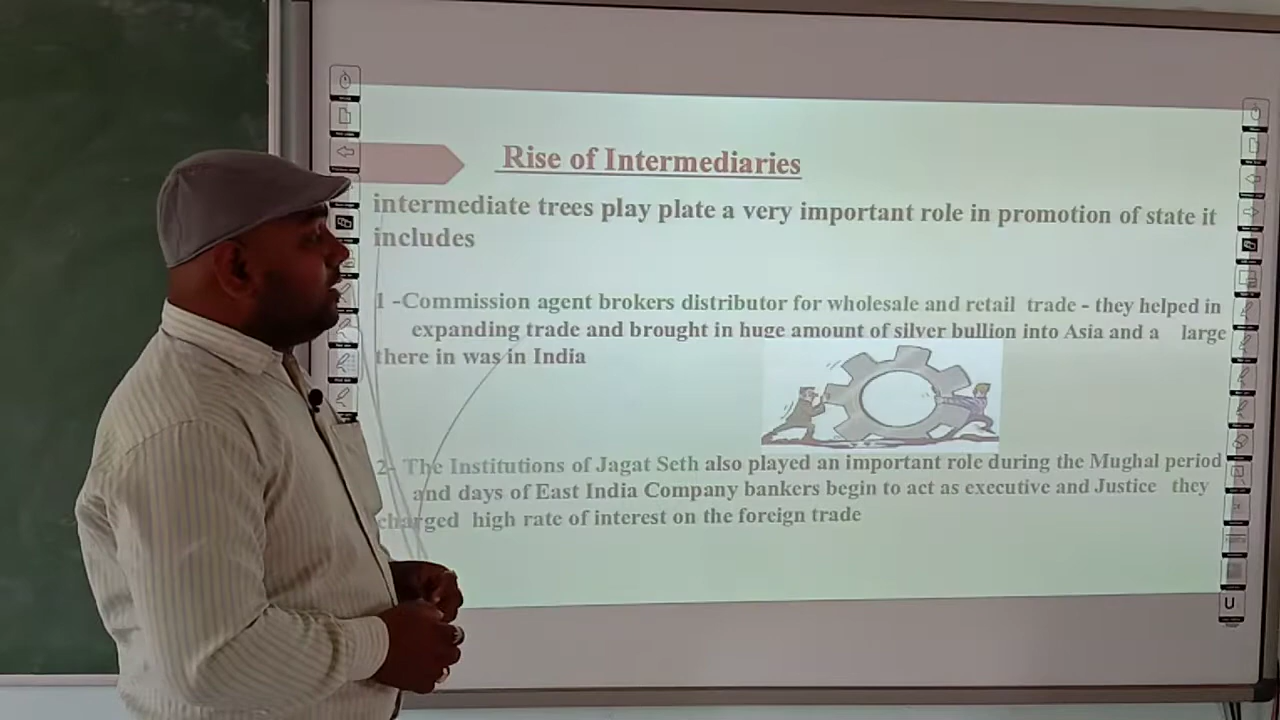 Rise of Intermediaries
intermediate trees play plate a very important role in promotion of state it
includes
1 -Commission agent brokers distributor for wholesale and retail trade - they helped in
expanding trade and brought in huge amount of silver bullion into Asia and a large
there in was in India
2- The Institutions of Jagat Seth also played an important role during the Mughal period
and days of East India Company bankers begin to act as executive and Justice they
charged high rate of interest on the foreign trade
U